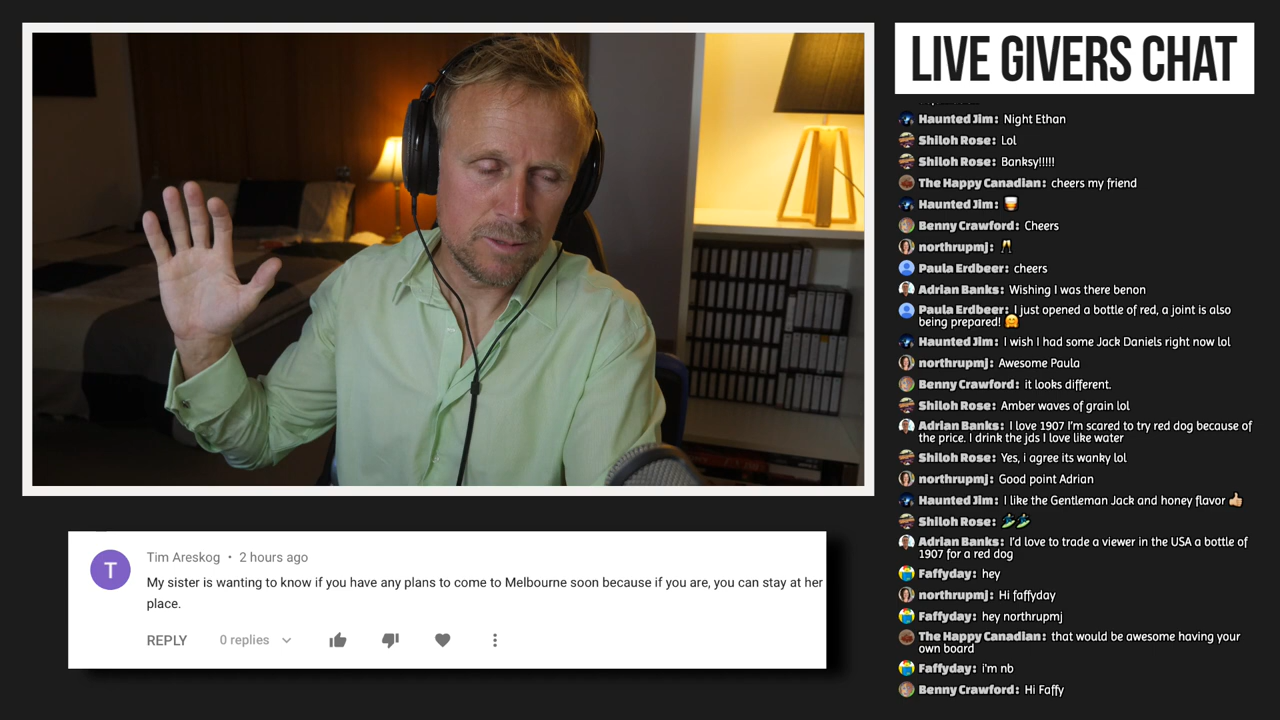 LIVE GIVERS CHAT
Haunted Jim: Night Ethan
Shiloh Rose: Lol
Shiloh Rose: Banksy!!!!!
The Happy Canadian: cheers my friend
Haunted Jim: 🥃
Benny Crawford: Cheers
northrupmj: 🥂
Paula Erdbeer: cheers
Adrian Banks: Wishing I was there benon
Paula Erdbeer: I just opened a bottle of red, a joint is also
being prepared! 🤗
Haunted Jim: I wish I had some Jack Daniels right now lol
northrupmj: Awesome Paula
Benny Crawford: it looks different.
Shiloh Rose: Amber waves of grain lol
Adrian Banks: I love 1907 I'm scared to try red dog because of
the price. I drink the jds I love like water
Shiloh Rose: Yes, i agree its wanky lol
northrupmj: Good point Adrian
Haunted Jim: I like the Gentleman Jack and honey flavor 👍🏼
Shiloh Rose: 🏄🏄
Adrian Banks: I'd love to trade a viewer in the USA a bottle of
1907 for a red dog
Faffyday: hey
northrupmj: Hi faffyday
Faffyday: hey northrupmj
The Happy Canadian: that would be awesome having your
own board
Faffyday: i'm nb
Benny Crawford: Hi Faffy
T
Tim Areskog • 2 hours ago
My sister is wanting to know if you have any plans to come to Melbourne soon because if you are, you can stay at her
place.
REPLY 0 replies